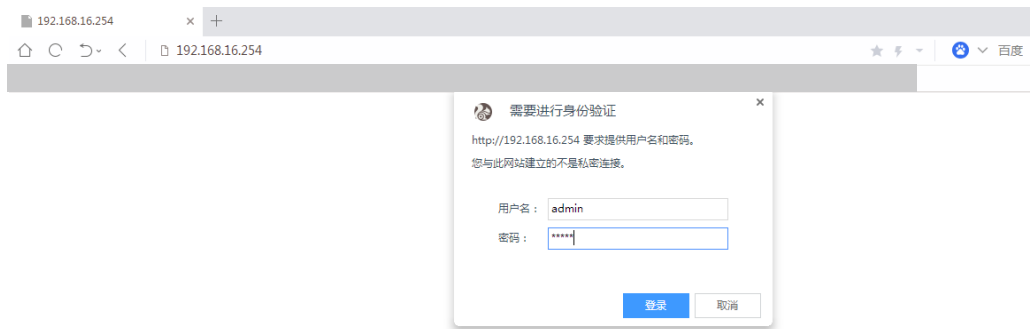 192.168.16.254
192.168.16.254
百度
需要进行身份验证
http://192.168.16.254 要求提供用户名和密码。
您与此网站建立的不是私密连接。
用户名： admin
密码： *****
登录 取消